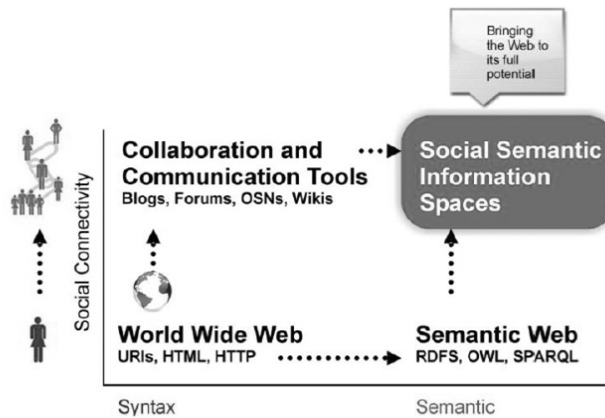 Bringing
the Web to
its full
potential
Collaboration and
Communication Tools
Blogs, Forums, OSNs, Wikis
Social Semantic
Information
Spaces
Social Connectivity
World Wide Web
URIs, HTML, HTTP
Semantic Web
RDFS, OWL, SPARQL
Syntax
Semantic